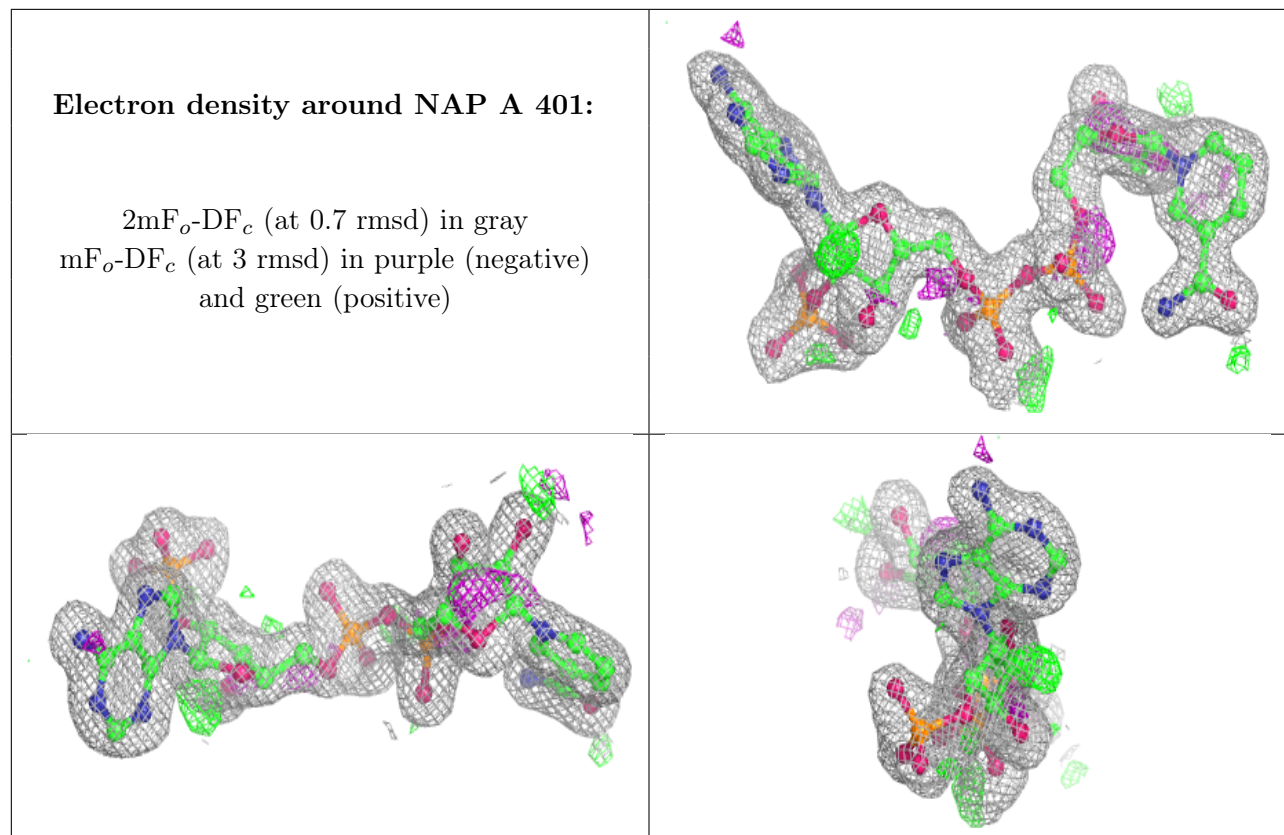 Electron density around NAP A 401:
2mFo-DFc (at 0.7 rmsd) in gray
mFo-DFc (at 3 rmsd) in purple (negative)
and green (positive)